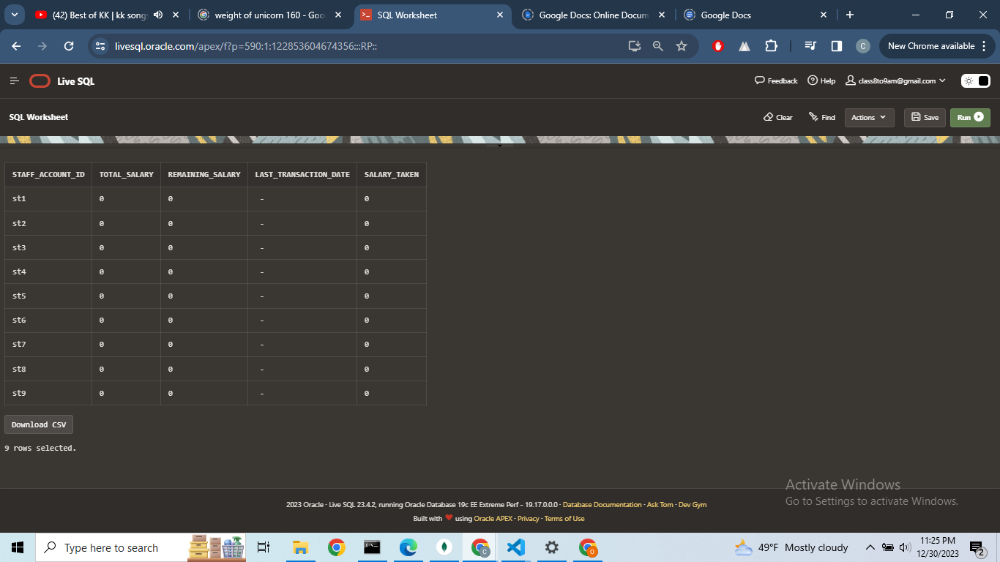 (42) Best of KK | kk song:
weight of unicorn 160 - Goo
SQL Worksheet
Google Docs: Online Docum
Google Docs
livesql.oracle.com/apex/f?p=590:1:122853604674356:::RP::
C
New Chrome available
Live SQL
Feedback
Help
class8to9am@gmail.com
SQL Worksheet
Clear
Find
Actions
Save
Run
STAFF_ACCOUNT_ID TOTAL_SALARY REMAINING_SALARY LAST_TRANSACTION_DATE SALARY_TAKEN
st1 0 0 - 0
st2 0 0 - 0
st3 0 0 - 0
st4 0 0 - 0
st5 0 0 - 0
st6 0 0 - 0
st7 0 0 - 0
st8 0 0 - 0
st9 0 0 - 0
Download CSV
9 rows selected.
Activate Windows
Go to Settings to activate Windows.
2023 Oracle · Live SQL 23.4.2, running Oracle Database 19c EE Extreme Perf - 19.17.0.0.0 · Database Documentation · Ask Tom · Dev Gym
Built with ❤ using Oracle APEX · Privacy · Terms of Use
Type here to search
49°F Mostly cloudy
11:25 PM
12/30/2023
2